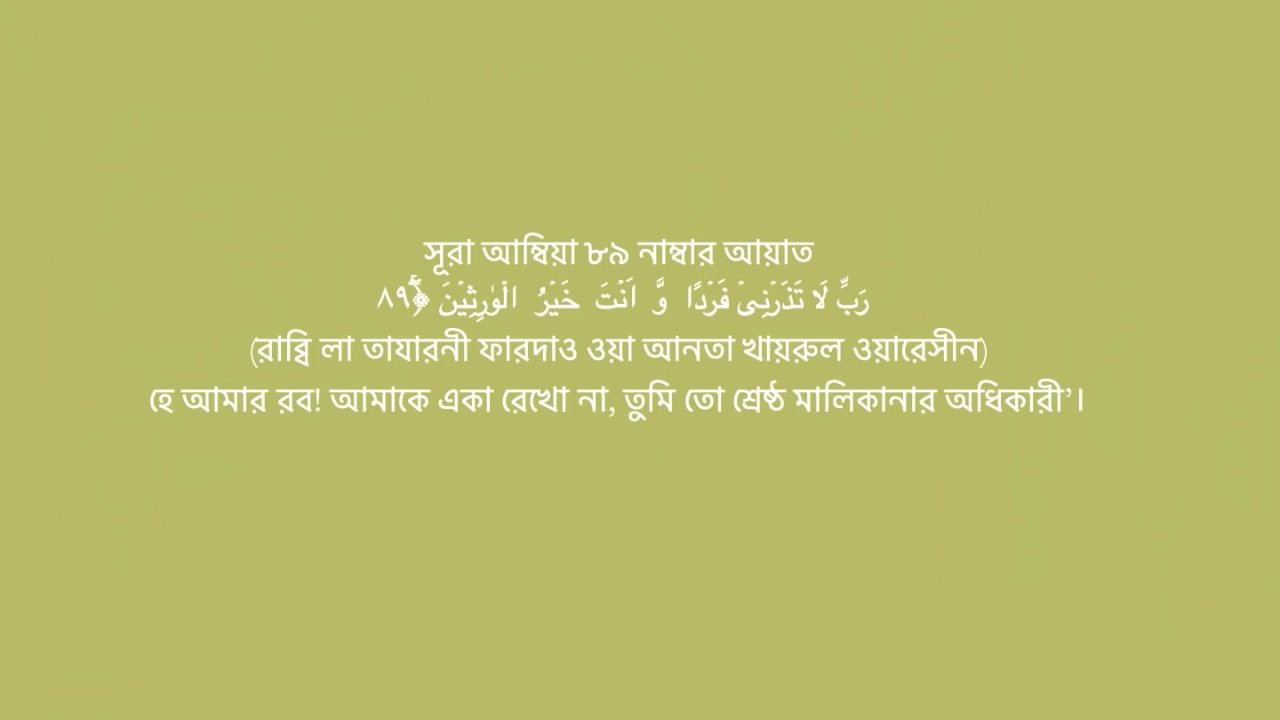 সূরা আম্বিয়া ৮৯ নাম্বার আয়াত
رَبِّ لَا تَذَرۡنِیۡ فَرۡدًا وَّ اَنۡتَ خَیۡرُ الۡوٰرِثِیۡنَ ﴿ۚۖ۸۹
(রাব্বি লা তাযারনী ফারদাও ওয়া আনতা খায়রুল ওয়ারেসীন)
হে আমার রব! আমাকে একা রেখো না, তুমি তো শ্রেষ্ঠ মালিকানার অধিকারী’।